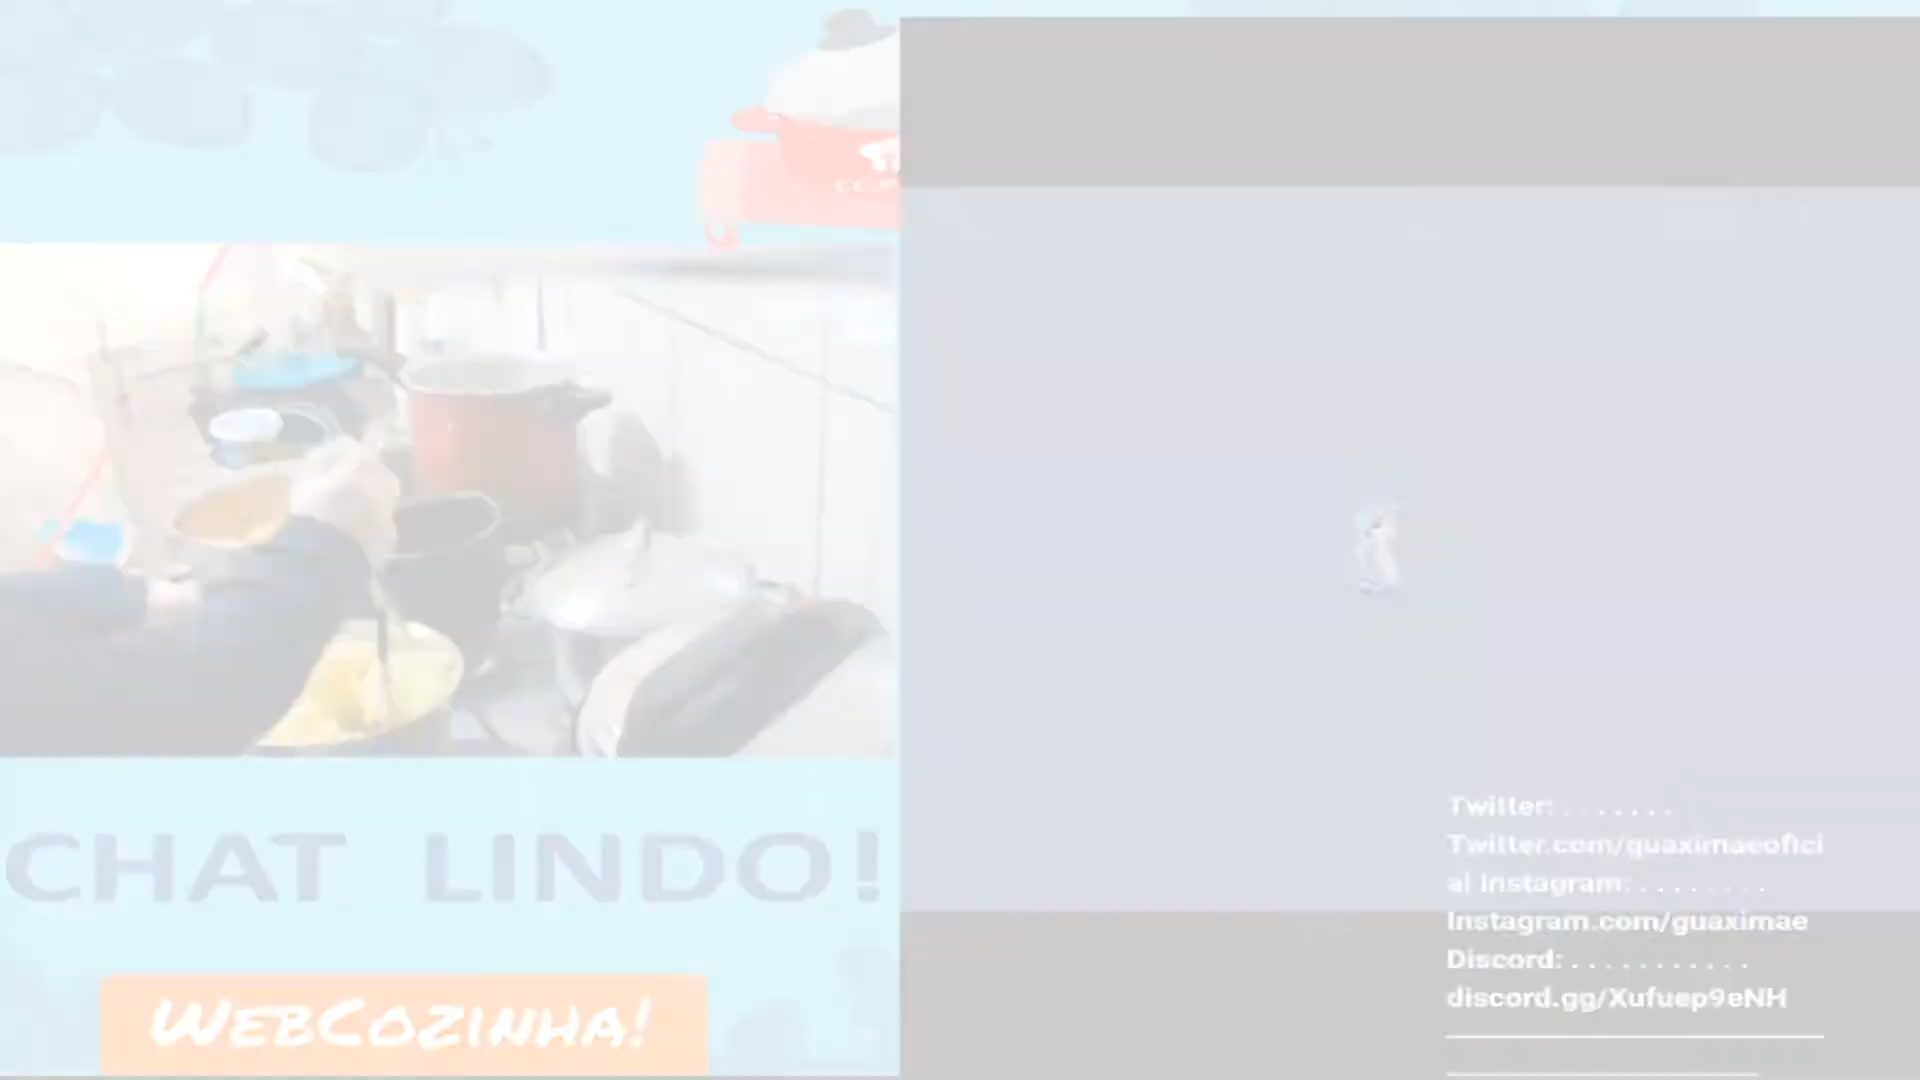 CHAT LINDO!
WEBCOZINHA!
Twitter: . . . . . . .
Twitter.com/guaximaeofici
al Instagram: . . . . . . . .
Instagram.com/guaximae
Discord: . . . . . . . . . . .
discord.gg/Xufuep9eNH